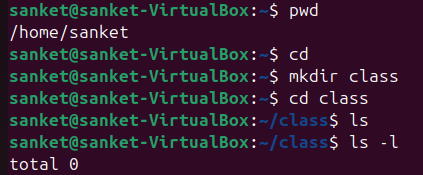 sanket@sanket-VirtualBox:~$ pwd
/home/sanket
sanket@sanket-VirtualBox:~$ cd
sanket@sanket-VirtualBox:~$ mkdir class
sanket@sanket-VirtualBox:~$ cd class
sanket@sanket-VirtualBox:~/class$ ls
sanket@sanket-VirtualBox:~/class$ ls -l
total 0